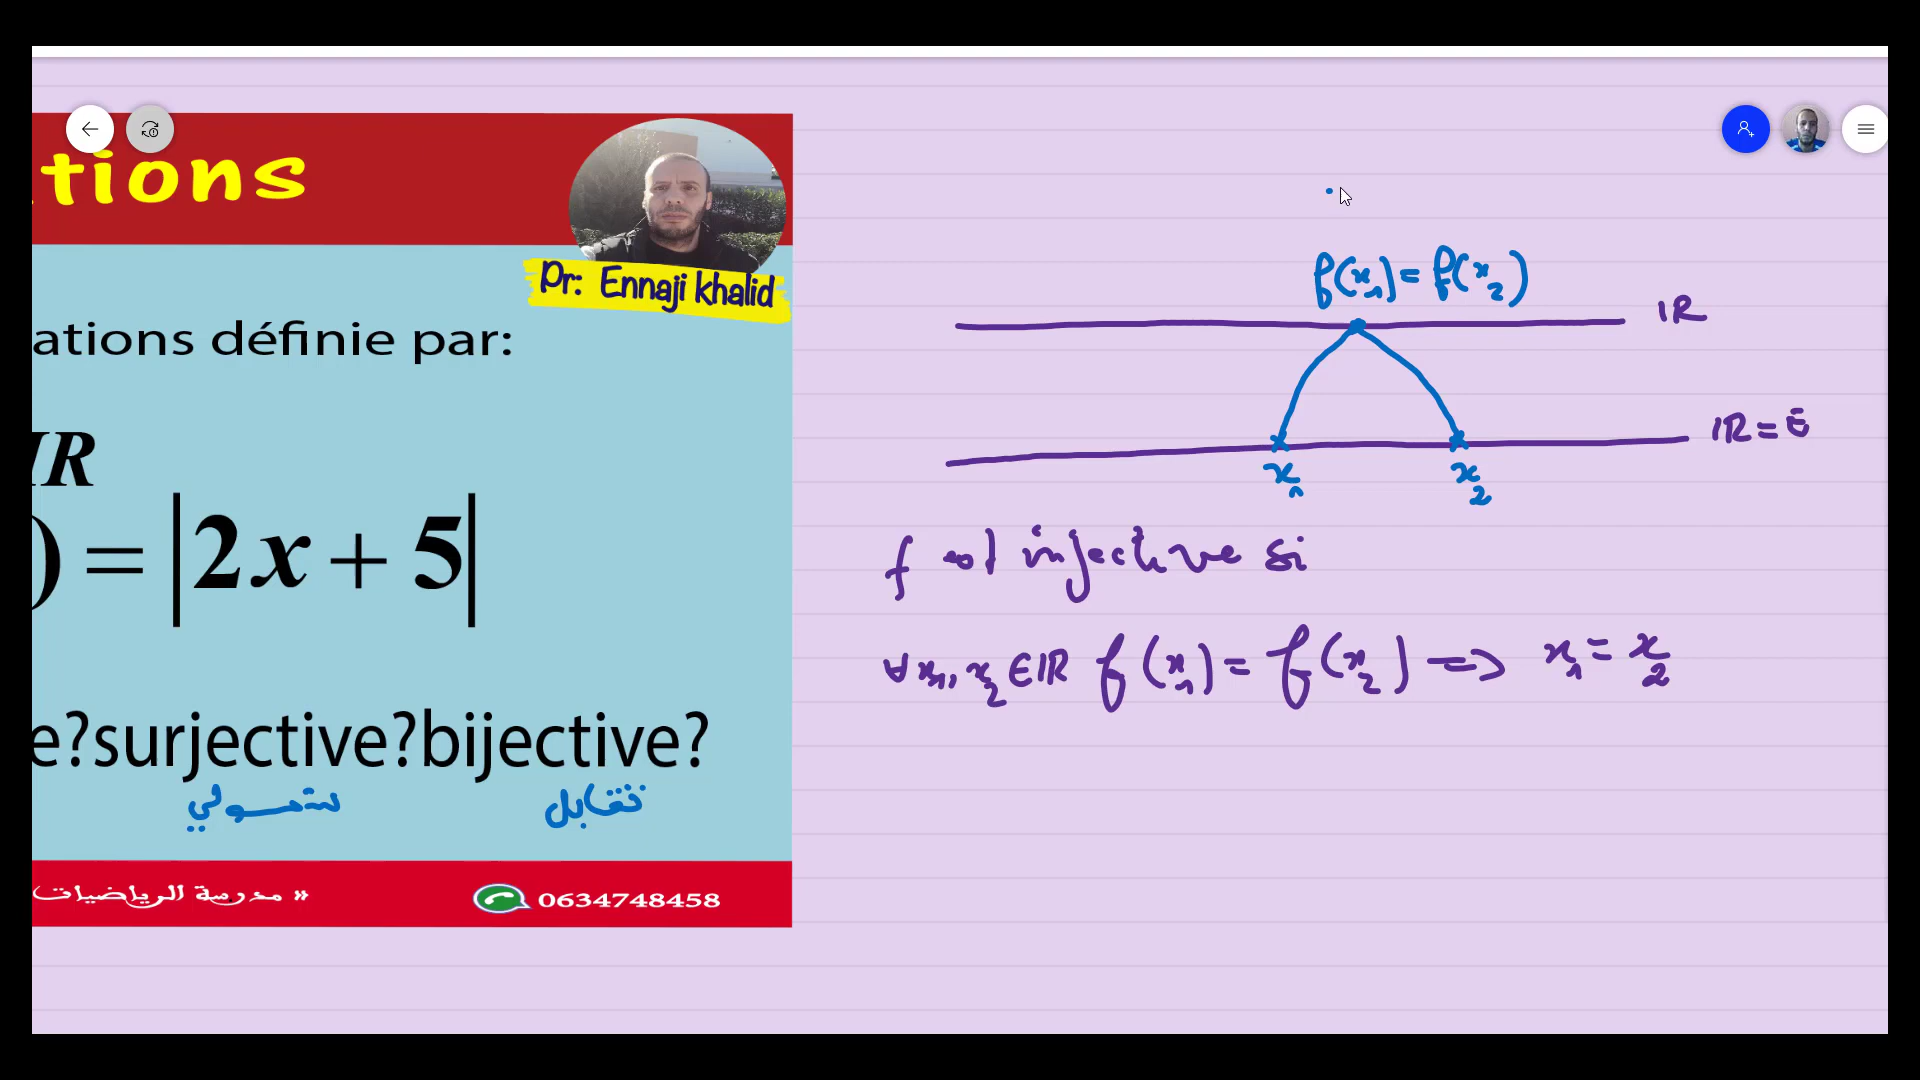 tions
Pr: Ennaji khalid
ations définie par:
IR
) = |2x + 5|
e?surjective?bijective?
شمولي
تقابل
مدرسة الرياضيات »
0634748458
f(x₁) = f(x₂)
IR
IR = E
x₁ x₂
f est injective si
∀x₁, x₂ ∈ IR f(x₁) = f(x₂) => x₁ = x₂